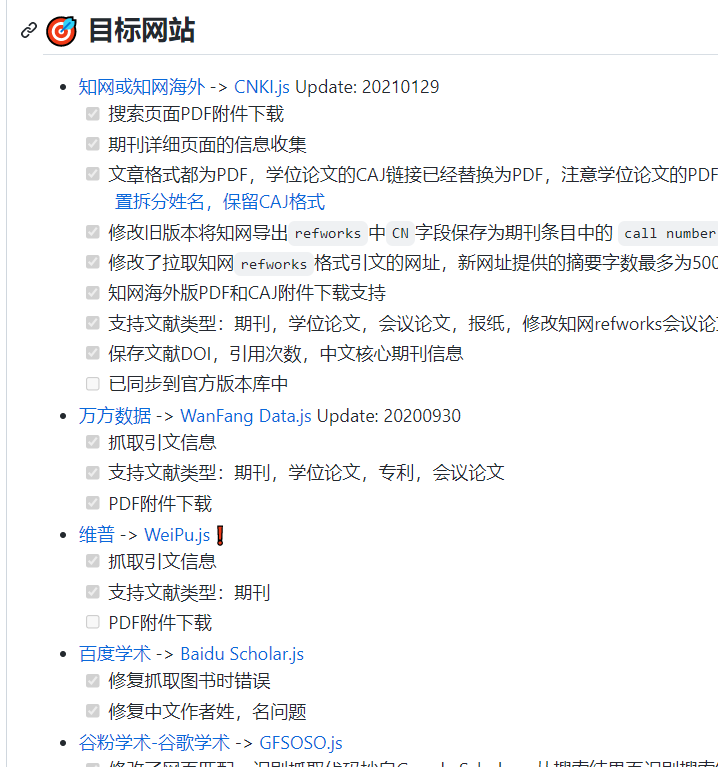 目标网站
知网或知网海外 -> CNKI.js Update: 20210129
搜索页面PDF附件下载
期刊详细页面的信息收集
文章格式都为PDF，学位论文的CAJ链接已经替换为PDF，注意学位论文的PDF
置拆分姓名，保留CAJ格式
修改旧版本将知网导出 refworks 中 CN 字段保存为期刊条目中的 call number
修改了拉取知网 refworks 格式引文的网址，新网址提供的摘要字数最多为500
知网海外版PDF和CAJ附件下载支持
支持文献类型：期刊，学位论文，会议论文，报纸，修改知网refworks会议论
保存文献DOI，引用次数，中文核心期刊信息
已同步到官方版本库中
万方数据 -> WanFang Data.js Update: 20200930
抓取引文信息
支持文献类型：期刊，学位论文，专利，会议论文
PDF附件下载
维普 -> WeiPu.js❗
抓取引文信息
支持文献类型：期刊
PDF附件下载
百度学术 -> Baidu Scholar.js
修复抓取图书时错误
修复中文作者姓，名问题
谷粉学术-谷歌学术 -> GFSOSO.js